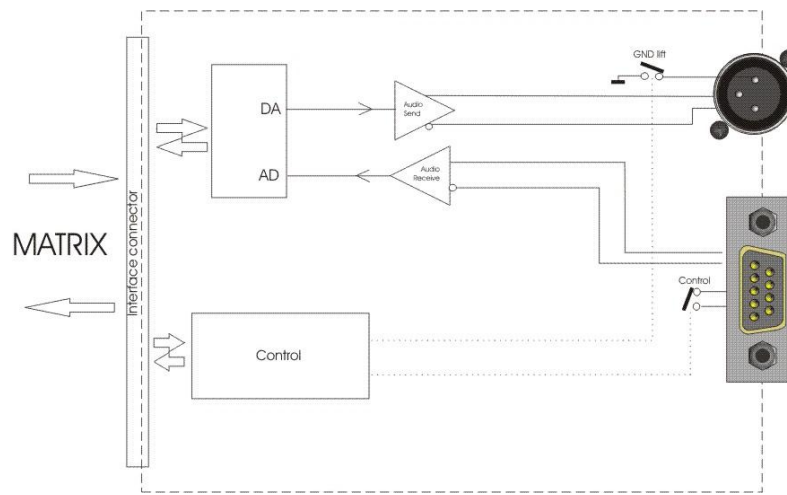 GND lift
DA
Audio
Send
AD
Audio
Receive
Interface connector
MATRIX
Control
Control